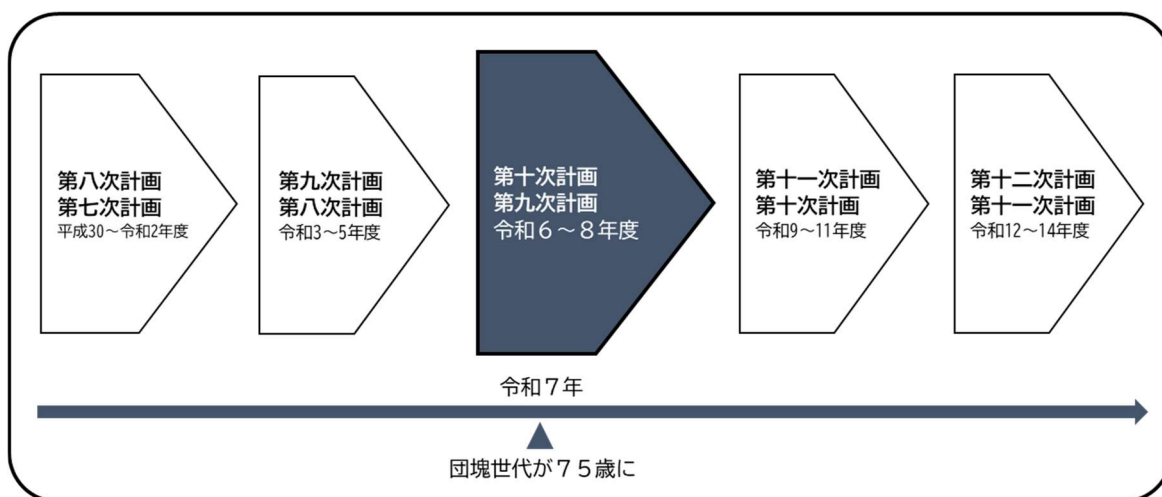 第八次計画
第七次計画
平成30～令和2年度
第九次計画
第八次計画
令和3～5年度
第十次計画
第九次計画
令和６～８年度
第十一次計画
第十次計画
令和9～11年度
第十二次計画
第十一次計画
令和12～14年度
令和７年
団塊世代が７５歳に